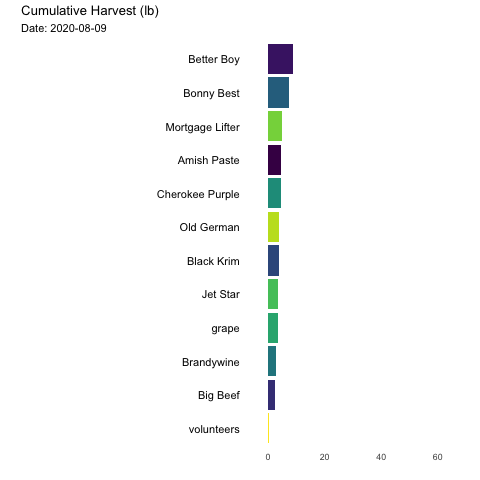 Cumulative Harvest (lb)
Date: 2020-08-09
Better Boy
Bonny Best
Mortgage Lifter
Amish Paste
Cherokee Purple
Old German
Black Krim
Jet Star
grape
Brandywine
Big Beef
volunteers
0 20 40 60